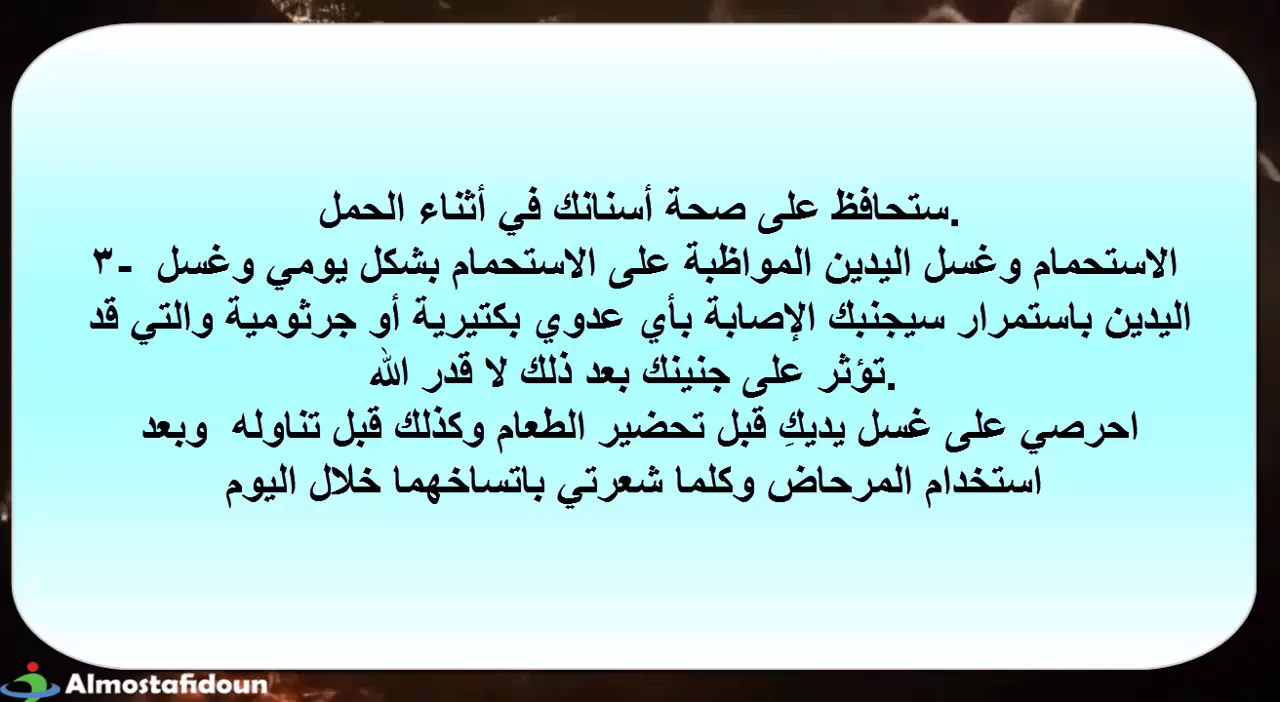 ستحافظ على صحة أسنانك في أثناء الحمل.
٣- الاستحمام وغسل اليدين المواظبة على الاستحمام بشكل يومي وغسل
اليدين باستمرار سيجنبك الإصابة بأي عدوي بكتيرية أو جرثومية والتي قد
تؤثر على جنينك بعد ذلك لا قدر الله.
احرصي على غسل يديكِ قبل تحضير الطعام وكذلك قبل تناوله وبعد
استخدام المرحاض وكلما شعرتي باتساخهما خلال اليوم
Almostafidoun